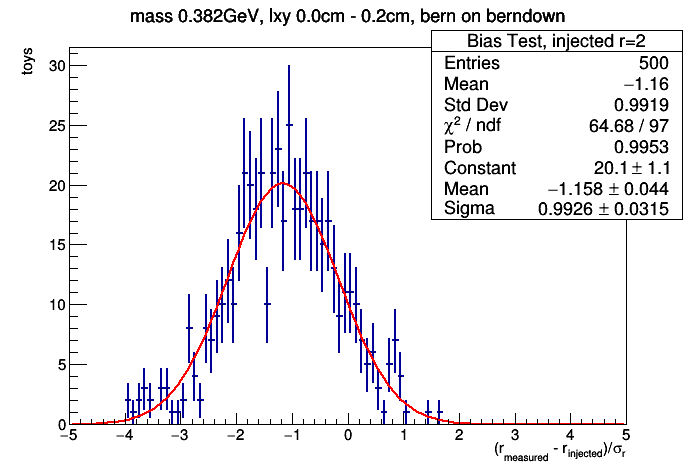 mass 0.382GeV, lxy 0.0cm - 0.2cm, bern on berndown
Bias Test, injected r=2
Entries 500
Mean −1.16
Std Dev 0.9919
χ² / ndf 64.68 / 97
Prob 0.9953
Constant 20.1 ± 1.1
Mean −1.158 ± 0.044
Sigma 0.9926 ± 0.0315
toys
30
25
20
15
10
5
0
−5 −4 −3 −2 −1 0 1 2 3 4 5
(r_measured - r_injected)/σ_r